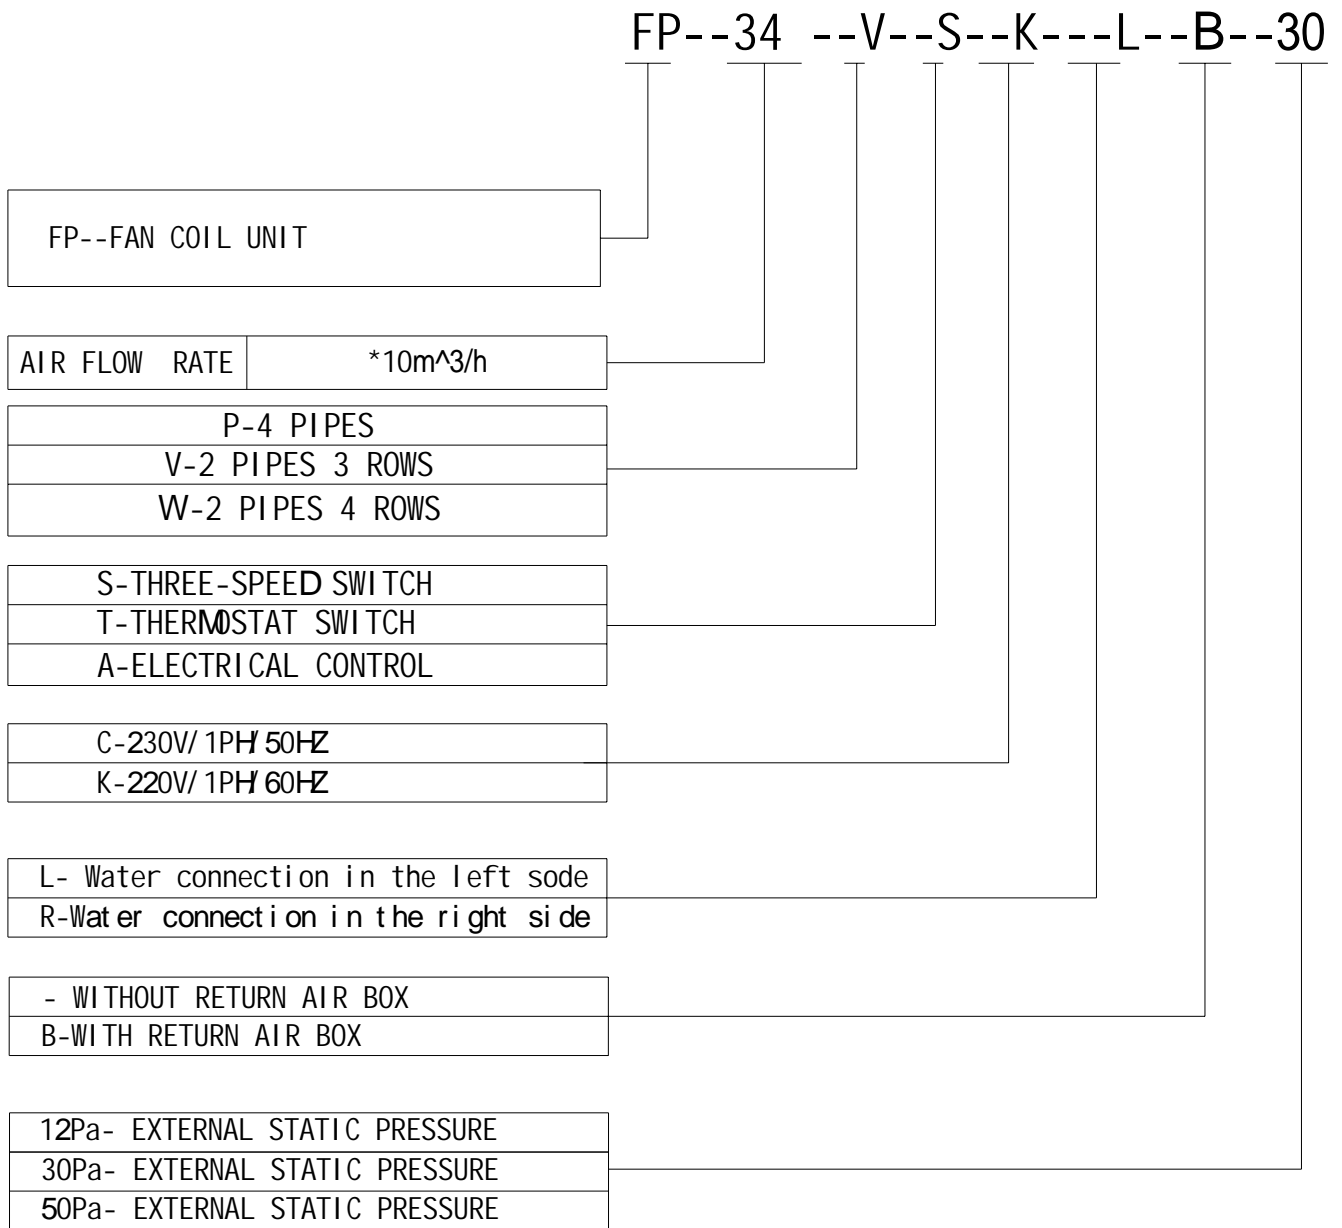 FP--34 --V--S--K---L--B--30
FP--FAN COIL UNIT
AIR FLOW RATE *10m^3/h
P-4 PIPES
V-2 PIPES 3 ROWS
W-2 PIPES 4 ROWS
S-THREE-SPEED SWITCH
T-THERMOSTAT SWITCH
A-ELECTRICAL CONTROL
C-230V/1PH/50HZ
K-220V/1PH/60HZ
L- Water connection in the left sode
R-Water connection in the right side
- WITHOUT RETURN AIR BOX
B-WITH RETURN AIR BOX
12Pa- EXTERNAL STATIC PRESSURE
30Pa- EXTERNAL STATIC PRESSURE
50Pa- EXTERNAL STATIC PRESSURE